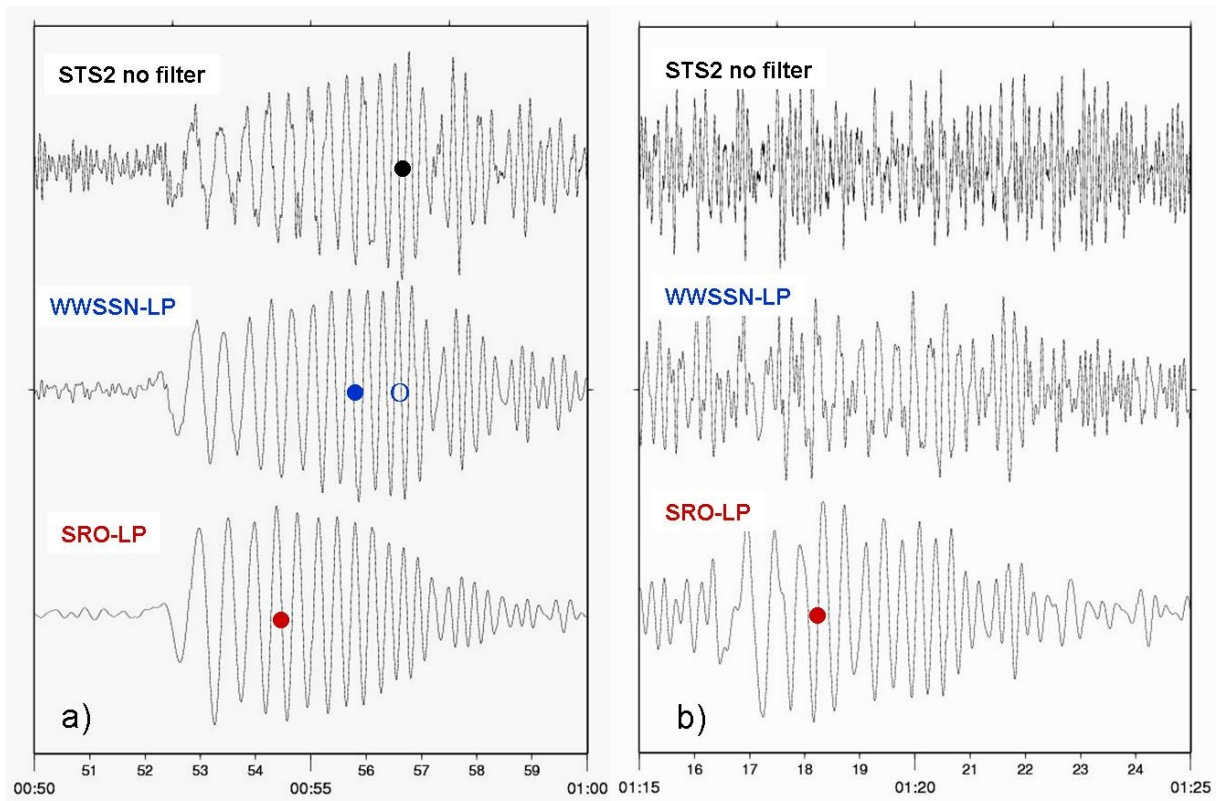 STS2 no filter
WWSSN-LP
SRO-LP
a)
51 52 53 54 56 57 58 59
00:50 00:55 01:00
STS2 no filter
WWSSN-LP
SRO-LP
b)
16 17 18 19 21 22 23 24
01:15 01:20 01:25